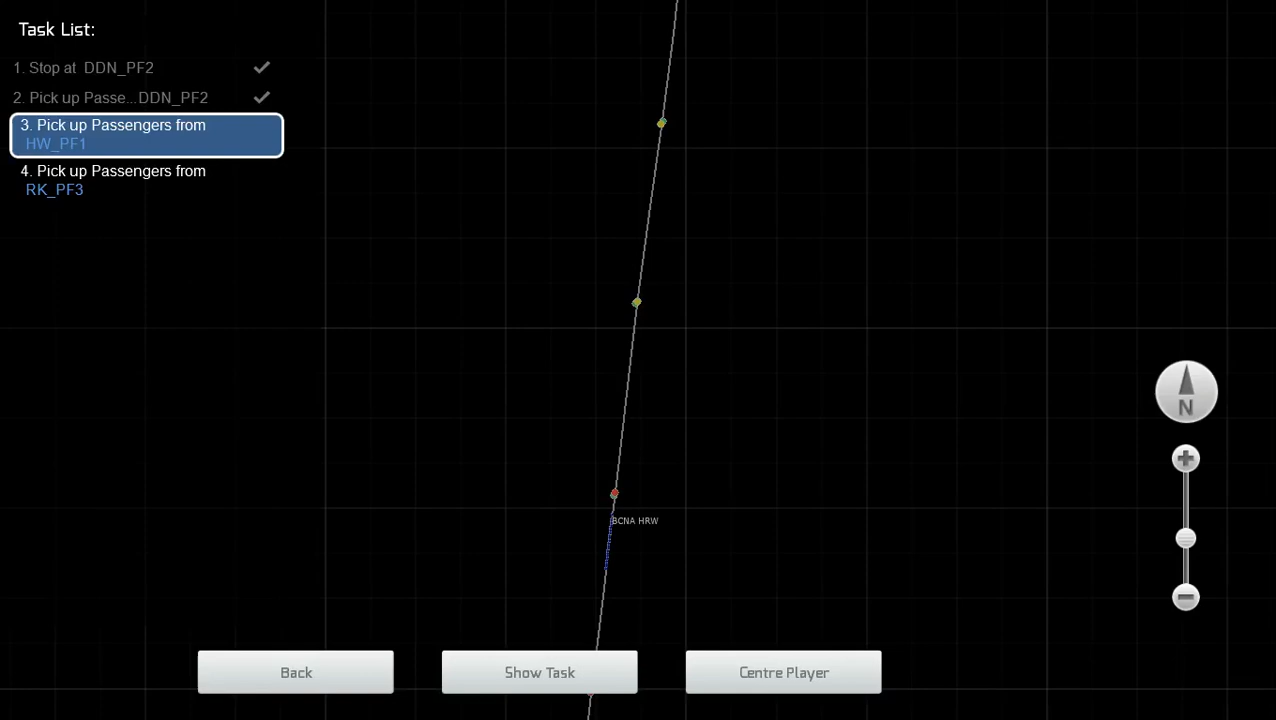 Task List:
1. Stop at DDN_PF2
2. Pick up Passe...DDN_PF2
3. Pick up Passengers from
HW_PF1
4. Pick up Passengers from
RK_PF3
N
BCNA HRW
Back
Show Task
Centre Player